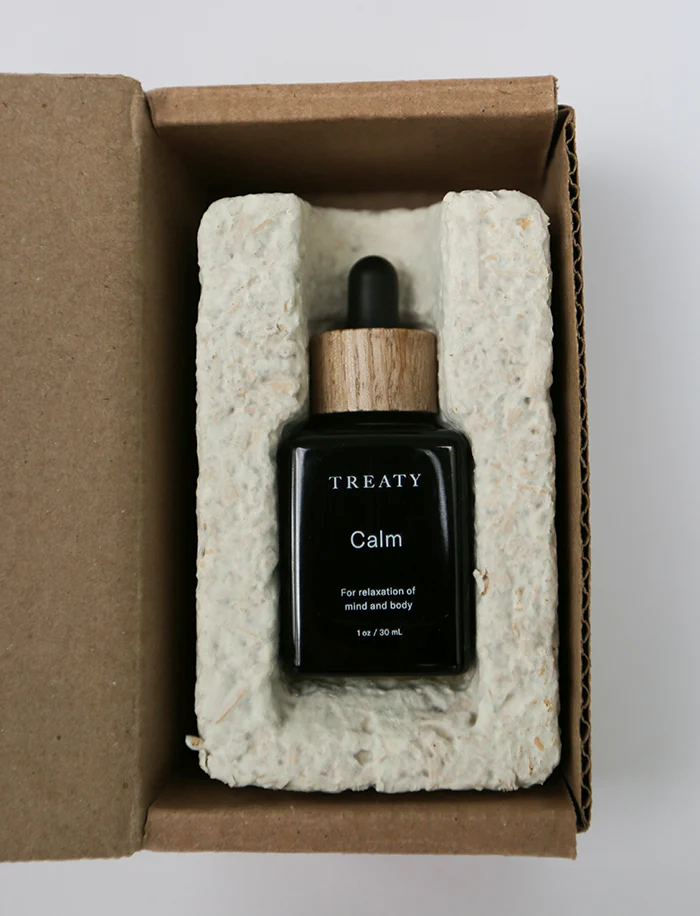 TREATY
Calm
For relaxation of
mind and body
1 oz / 30 mL